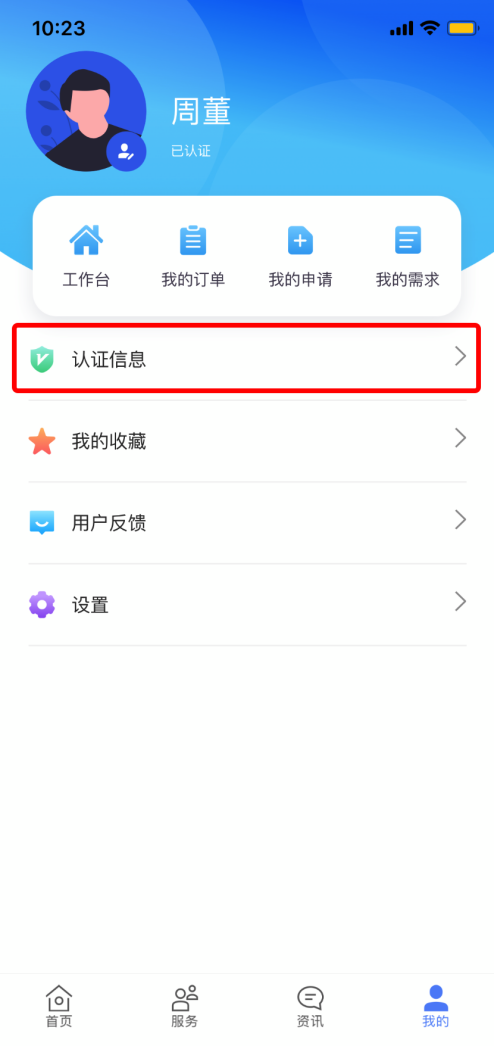 10:23
周董
已认证
工作台
我的订单
我的申请
我的需求
认证信息
我的收藏
用户反馈
设置
首页
服务
资讯
我的